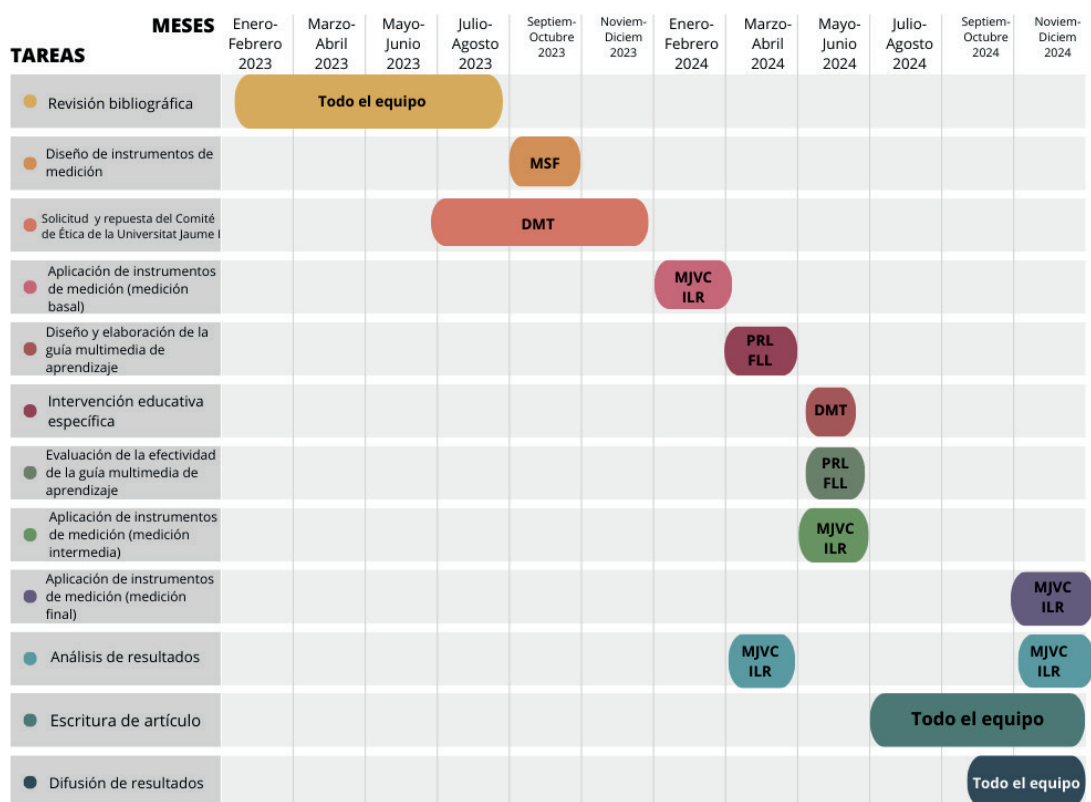 MESES
TAREAS
Enero-
Febrero
2023
Marzo-
Abril
2023
Mayo-
Junio
2023
Julio-
Agosto
2023
Septiem-
Octubre
2023
Noviem-
Diciem
2023
Enero-
Febrero
2024
Marzo-
Abril
2024
Mayo-
Junio
2024
Julio-
Agosto
2024
Septiem-
Octubre
2024
Noviem-
Diciem
2024
Revisión bibliográfica
Todo el equipo
Diseño de instrumentos de
medición
MSF
Solicitud y repuesta del Comité
de Ética de la Universitat Jaume I
DMT
Aplicación de instrumentos
de medición (medición
basal)
MJVC
ILR
Diseño y elaboración de la
guía multimedia de
aprendizaje
PRL
FLL
Intervención educativa
específica
DMT
Evaluación de la efectividad
de la guía multimedia de
aprendizaje
PRL
FLL
Aplicación de instrumentos
de medición (medición
intermedia)
MJVC
ILR
Aplicación de instrumentos
de medición (medición
final)
MJVC
ILR
Análisis de resultados
MJVC
ILR
MJVC
ILR
Escritura de artículo
Todo el equipo
Difusión de resultados
Todo el equipo